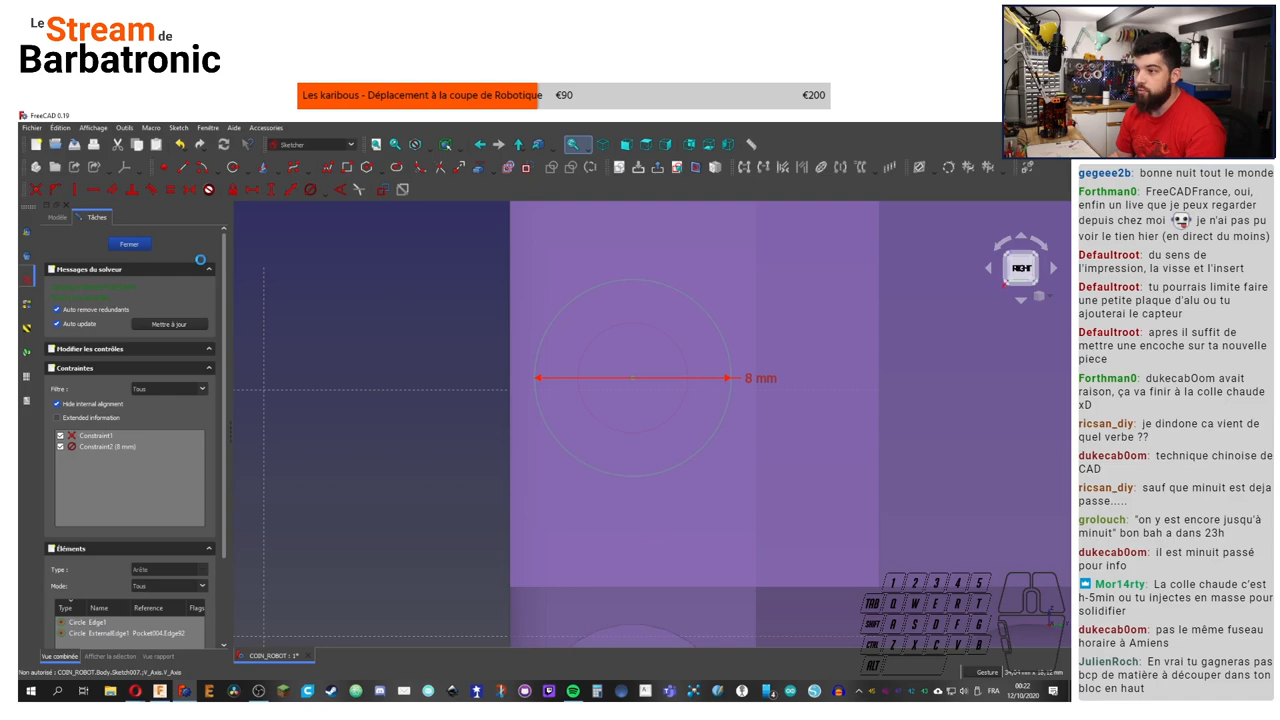 Le Stream de
Barbatronic
Les karibous - Déplacement à la coupe de Robotique €90 €200
FreeCAD 0.19
Fichier Édition Affichage Outils Macro Sketch Fenêtre Aide Accessories
Sketcher
Modèle Tâches
Fermer
Messages du solveur
Auto remove redundants
Auto update Mettre à jour
Modifier les contrôles
Contraintes
Filtre : Tous
Hide internal alignment
Extended information
Constraint1
Constraint2 (8 mm)
Éléments
Type : Arête
Mode: Tous
Type Name Reference Flags
Circle Edge1
Circle ExternalEdge1 Pocket004.Edge92
Vue combinée Afficher la sélection Vue rapport
Non autorisé : COIN_ROBOT.Body.Sketch007.;V_Axis.V_Axis
8 mm
RIGHT
COIN_ROBOT : 1*
1 2 3 4 5
TAB Q W E R T
SHIFT A S D F G
CTRL Z X C V
ALT
Gesture
FRA
00:22
12/10/2020
gegeee2b: bonne nuit tout le monde
Forthman0: FreeCADFrance, oui,
enfin un live que je peux regarder
depuis chez moi je n'ai pas pu
voir le tien hier (en direct du moins)
Defaultroot: du sens de
l'impression, la visse et l'insert
Defaultroot: tu pourrais limite faire
une petite plaque d'alu ou tu
ajouterai le capteur
Defaultroot: apres il suffit de
mettre une encoche sur ta nouvelle
piece
Forthman0: dukecab0om avait
raison, ça va finir à la colle chaude
xD
ricsan_diy: je dindone ca vient de
quel verbe ??
dukecab0om: technique chinoise de
CAD
ricsan_diy: sauf que minuit est deja
passe.....
grolouch: "on y est encore jusqu'à
minuit" bon bah a dans 23h
dukecab0om: il est minuit passé
pour info
Mor14rty: La colle chaude c'est
h-5min ou tu injectes en masse pour
solidifier
dukecab0om: pas le même fuseau
horaire à Amiens
JulienRoch: En vrai tu gagneras pas
bcp de matière à découper dans ton
bloc en haut